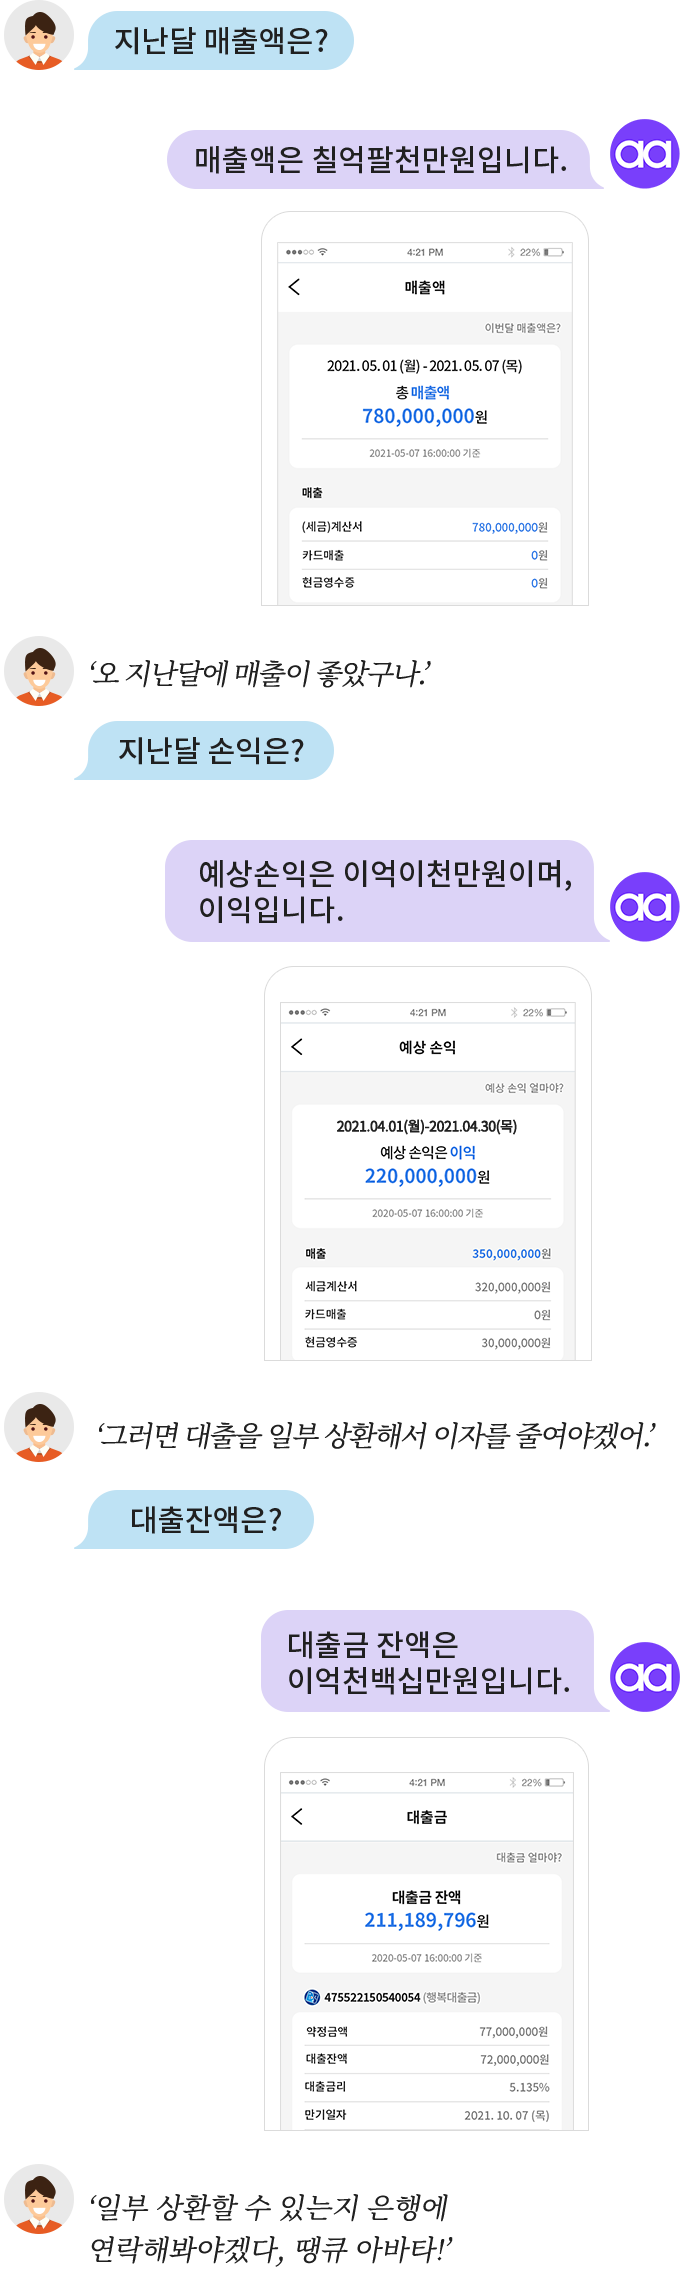 지난달 매출액은?
매출액은 칠억팔천만원입니다.
aa
4:21 PM 22%
매출액
이번달 매출액은?
2021. 05. 01 (월) - 2021. 05. 07 (목)
총 매출액
780,000,000원
2021-05-07 16:00:00 기준
매출
(세금)계산서 780,000,000원
카드매출 0원
현금영수증 0원
‘오 지난달에 매출이 좋았구나.’
지난달 손익은?
예상손익은 이억이천만원이며,
이익입니다.
aa
4:21 PM 22%
예상 손익
예상 손익 얼마야?
2021.04.01(월)-2021.04.30(목)
예상 손익은 이익
220,000,000원
2020-05-07 16:00:00 기준
매출 350,000,000원
세금계산서 320,000,000원
카드매출 0원
현금영수증 30,000,000원
‘그러면 대출을 일부 상환해서 이자를 줄여야겠어.’
대출잔액은?
대출금 잔액은
이억천백십만원입니다.
aa
4:21 PM 22%
대출금
대출금 얼마야?
대출금 잔액
211,189,796원
2020-05-07 16:00:00 기준
475522150540054 (행복대출금)
약정금액 77,000,000원
대출잔액 72,000,000원
대출금리 5.135%
만기일자 2021. 10. 07 (목)
‘일부 상환할 수 있는지 은행에
연락해봐야겠다, 땡큐 아바타!’